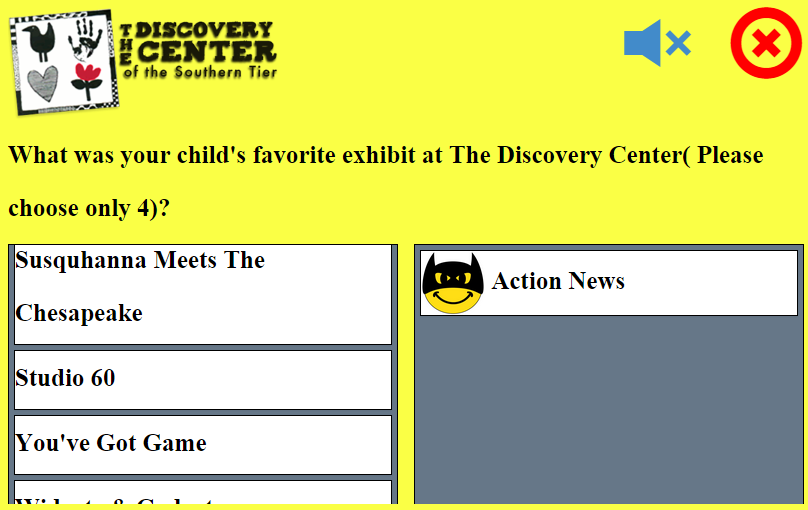 THE
DISCOVERY
CENTER
of the Southern Tier
What was your child's favorite exhibit at The Discovery Center( Please
choose only 4)?
Susquhanna Meets The
Chesapeake
Studio 60
You've Got Game
Action News